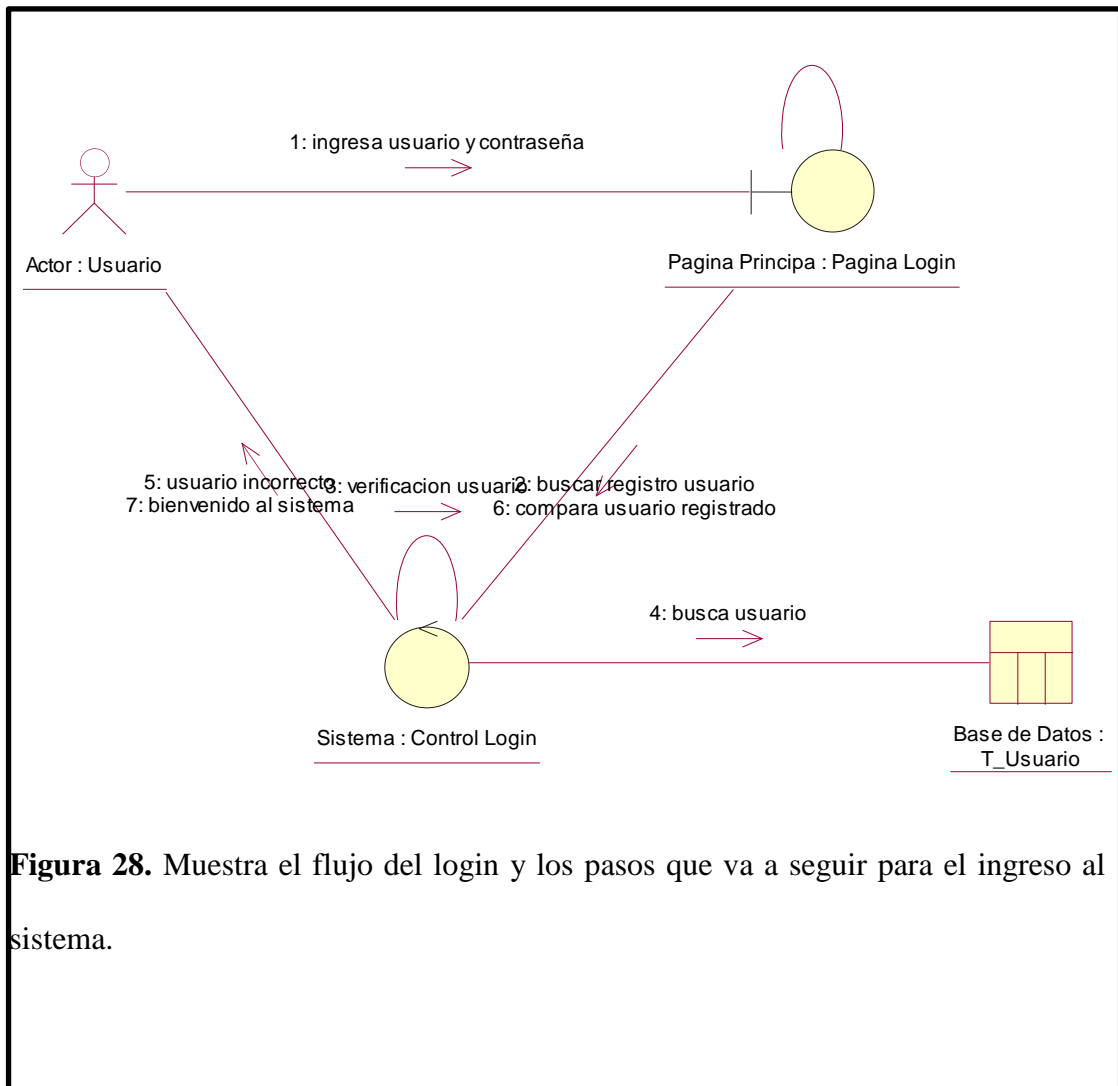 1: ingresa usuario y contraseña
Actor : Usuario
Pagina Principa : Pagina Login
5: usuario incorrecto
7: bienvenido al sistema
3: verificacion usuario
2: buscar registro usuario
6: compara usuario registrado
4: busca usuario
Sistema : Control Login
Base de Datos :
T_Usuario
Figura 28. Muestra el flujo del login y los pasos que va a seguir para el ingreso al
sistema.